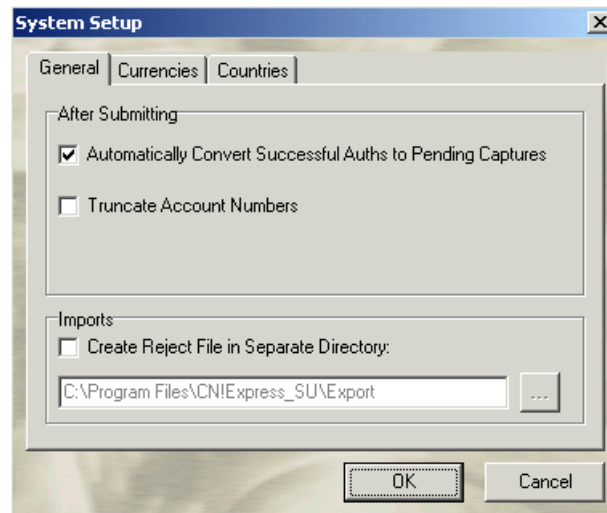 System Setup
General Currencies Countries
After Submitting
Automatically Convert Successful Auths to Pending Captures
Truncate Account Numbers
Imports
Create Reject File in Separate Directory:
C:\Program Files\CN!Express_SU\Export ...
OK Cancel